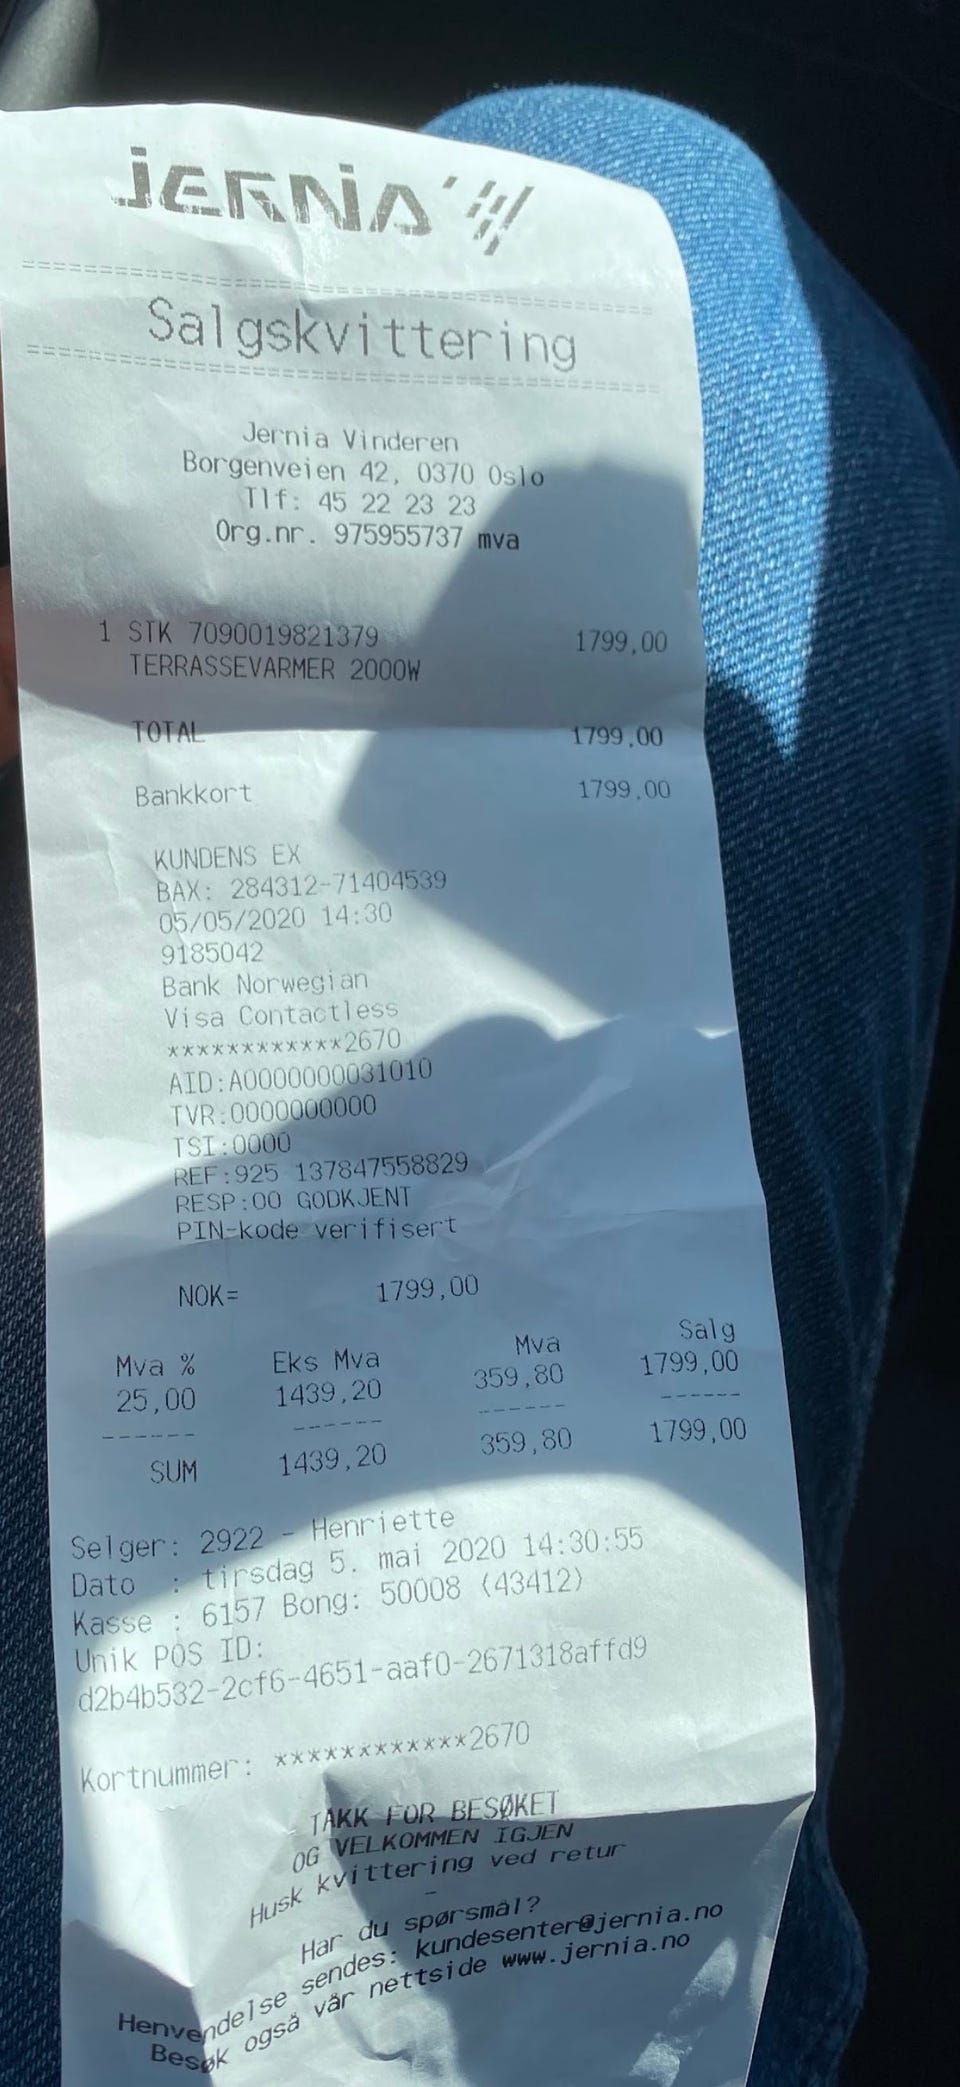 JERNIA
Salgskvittering
Jernia Vinderen
Borgenveien 42, 0370 Oslo
Tlf: 45 22 23 23
Org.nr. 975955737 mva
1 STK 7090019821379 1799,00
TERRASSEVARMER 2000W
TOTAL 1799,00
Bankkort 1799,00
KUNDENS EX
BAX: 284312-71404539
05/05/2020 14:30
9185042
Bank Norwegian
Visa Contactless
************2670
AID:A0000000031010
TVR:0000000000
TSI:0000
REF:925 137847558829
RESP:00 GODKJENT
PIN-kode verifisert
NOK= 1799,00
Mva % Eks Mva Mva Salg
25,00 1439,20 359,80 1799,00
------ ------ ------ ------
SUM 1439,20 359,80 1799,00
Selger: 2922 - Henriette
Dato : tirsdag 5. mai 2020 14:30:55
Kasse : 6157 Bong: 50008 (43412)
Unik POS ID:
d2b4b532-2cf6-4651-aaf0-2671318affd9
Kortnummer: ************2670
TAKK FOR BESØKET
OG VELKOMMEN IGJEN
Husk kvittering ved retur
-
Har du spørsmål?
Henvendelse sendes: kundesenter@jernia.no
Besøk også vår nettside www.jernia.no